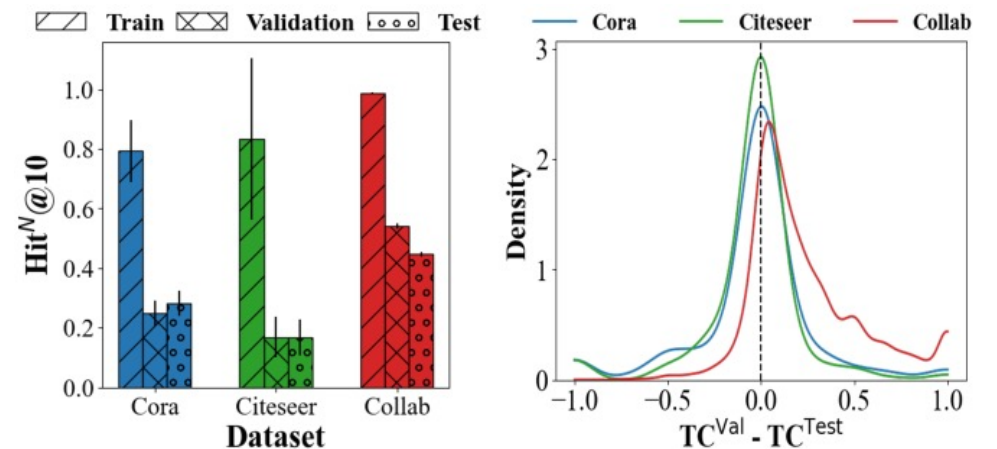 Train Validation Test
Hit^N@10
1.0
0.8
0.6
0.4
0.2
0.0
Cora Citeseer Collab
Dataset
Cora Citeseer Collab
Density
3
2
1
0
−1.0 −0.5 0.0 0.5 1.0
TC^Val - TC^Test